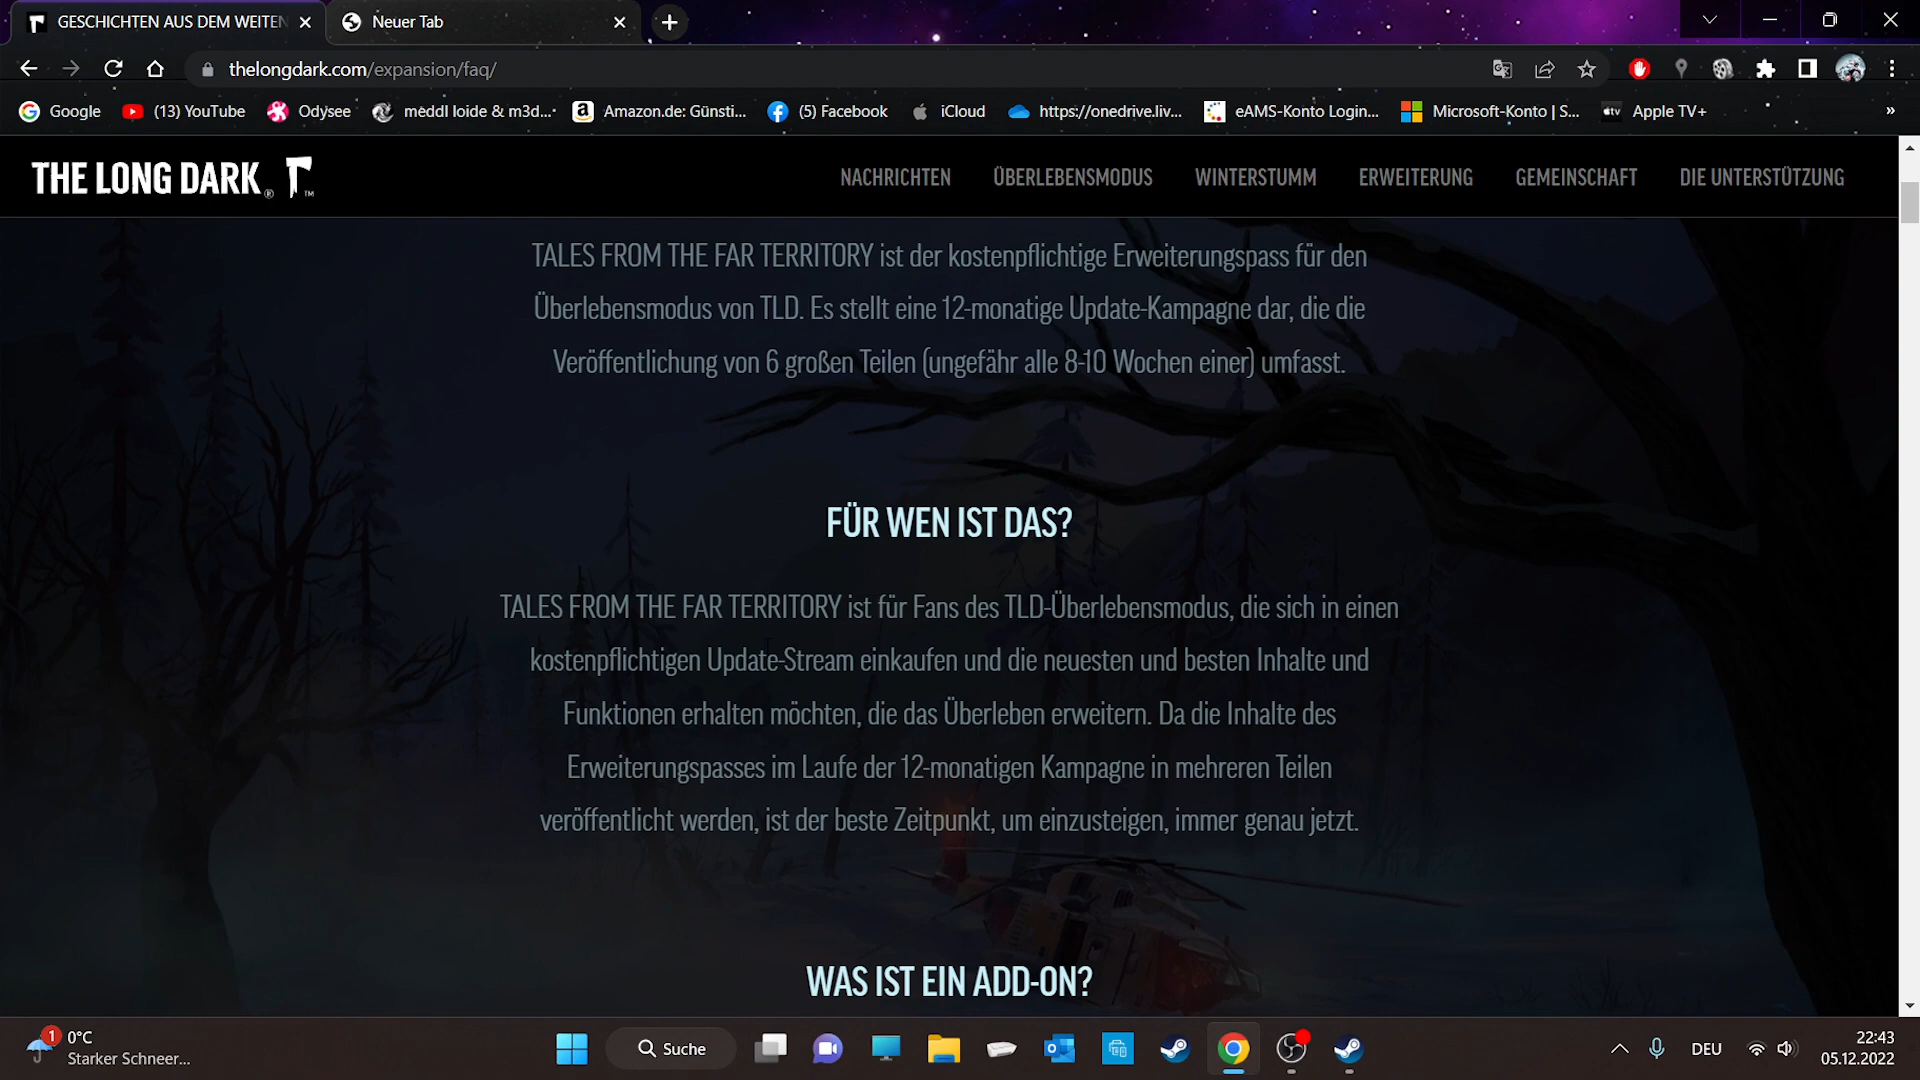 GESCHICHTEN AUS DEM WEITEN
Neuer Tab
thelongdark.com/expansion/faq/
Google
(13) YouTube
Odysee
meddl loide & m3d...
Amazon.de: Günsti...
(5) Facebook
iCloud
https://onedrive.liv...
eAMS-Konto Login...
Microsoft-Konto | S...
Apple TV+
THE LONG DARK® ™
NACHRICHTEN
ÜBERLEBENSMODUS
WINTERSTUMM
ERWEITERUNG
GEMEINSCHAFT
DIE UNTERSTÜTZUNG
TALES FROM THE FAR TERRITORY ist der kostenpflichtige Erweiterungspass für den
Überlebensmodus von TLD. Es stellt eine 12-monatige Update-Kampagne dar, die die
Veröffentlichung von 6 großen Teilen (ungefähr alle 8-10 Wochen einer) umfasst.
FÜR WEN IST DAS?
TALES FROM THE FAR TERRITORY ist für Fans des TLD-Überlebensmodus, die sich in einen
kostenpflichtigen Update-Stream einkaufen und die neuesten und besten Inhalte und
Funktionen erhalten möchten, die das Überleben erweitern. Da die Inhalte des
Erweiterungspasses im Laufe der 12-monatigen Kampagne in mehreren Teilen
veröffentlicht werden, ist der beste Zeitpunkt, um einzusteigen, immer genau jetzt.
WAS IST EIN ADD-ON?
1
0°C
Starker Schneer...
Suche
DEU
22:43
05.12.2022